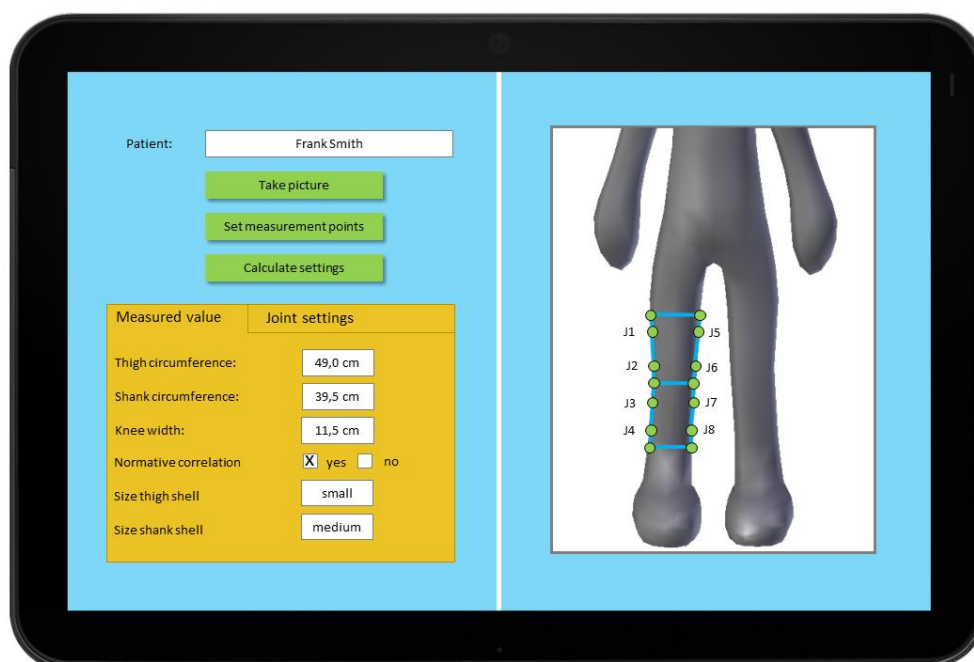 Patient: Frank Smith
Take picture
Set measurement points
Calculate settings
Measured value Joint settings
Thigh circumference: 49,0 cm
Shank circumference: 39,5 cm
Knee width: 11,5 cm
Normative correlation X yes no
Size thigh shell small
Size shank shell medium
J1 J5
J2 J6
J3 J7
J4 J8